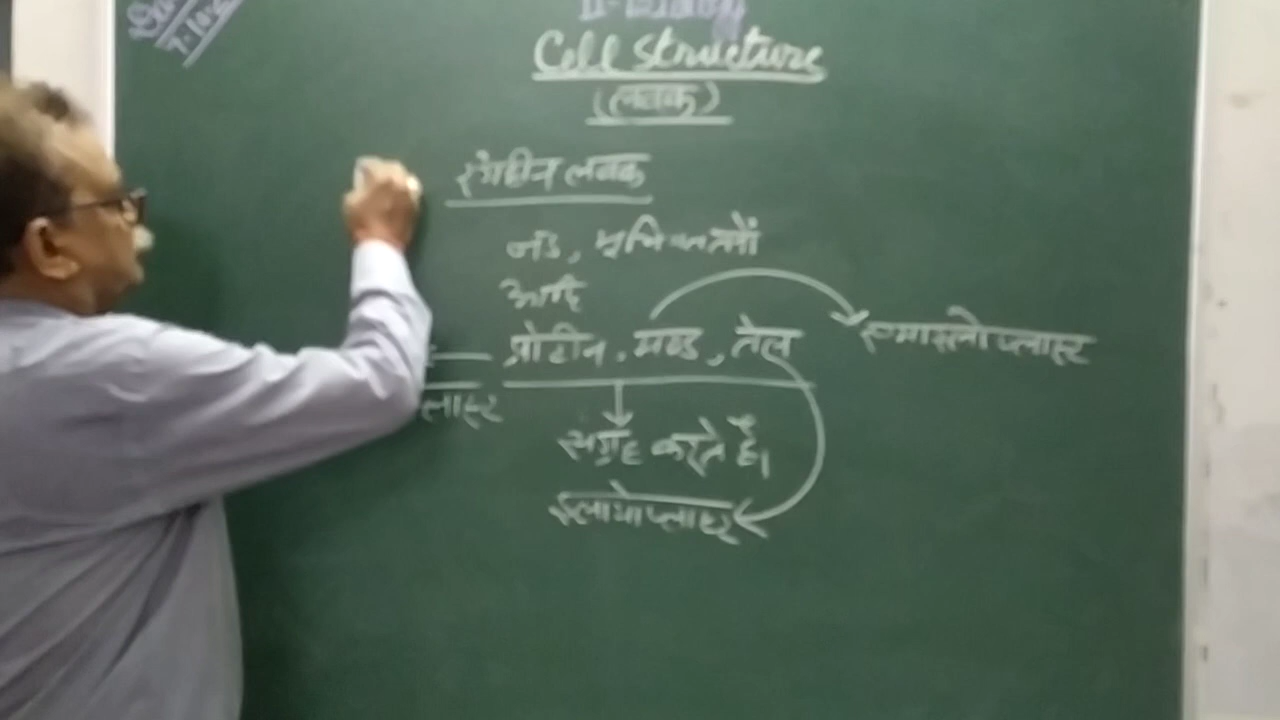 Cell Structure
(लवक)
रंगहीन लवक
जड़, भूमिगत तनों
आदि
प्रोटीन, मण्ड, तेल
एमाइलोप्लास्ट
लास्ट
संग्रह करते हैं।
इलायोप्लास्ट